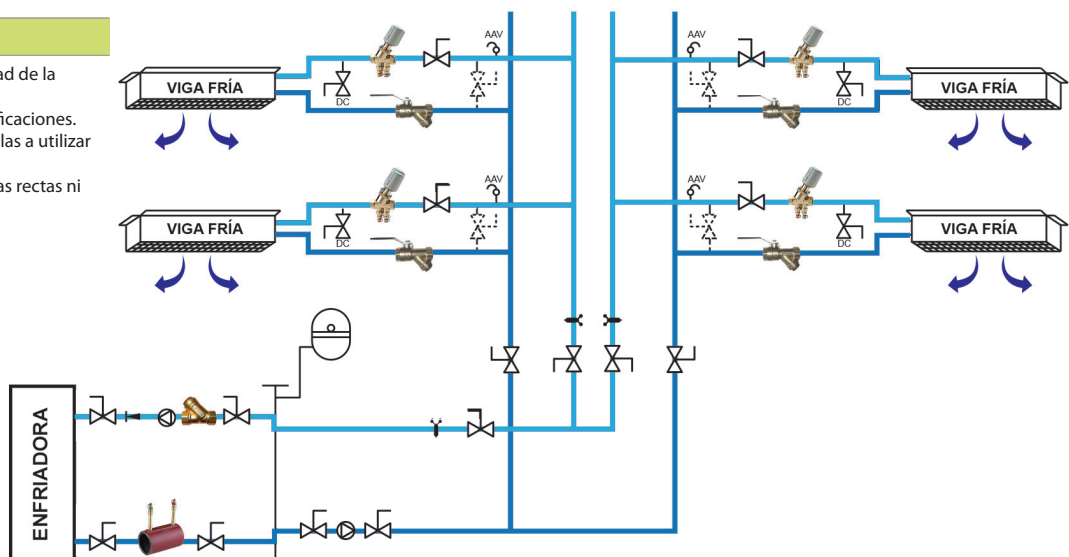 ad de la
ficaciones.
las a utilizar
as rectas ni
AAV
AAV
VIGA FRÍA
DC
DC
VIGA FRÍA
AAV
AAV
VIGA FRÍA
DC
DC
VIGA FRÍA
ENFRIADORA